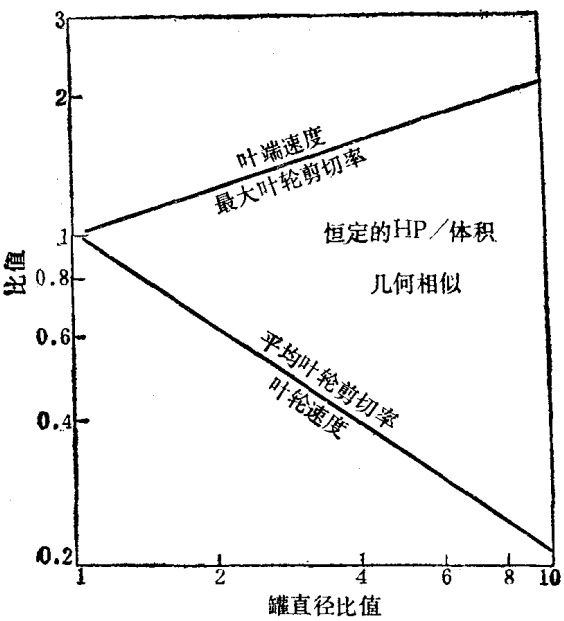 3
2
叶端速度
最大叶轮剪切率
恒定的HP/体积
1
几何相似
比值
0.8
0.6
平均叶轮剪切率
叶轮速度
0.4
0.2
1 2 4 6 8 10
罐直径比值